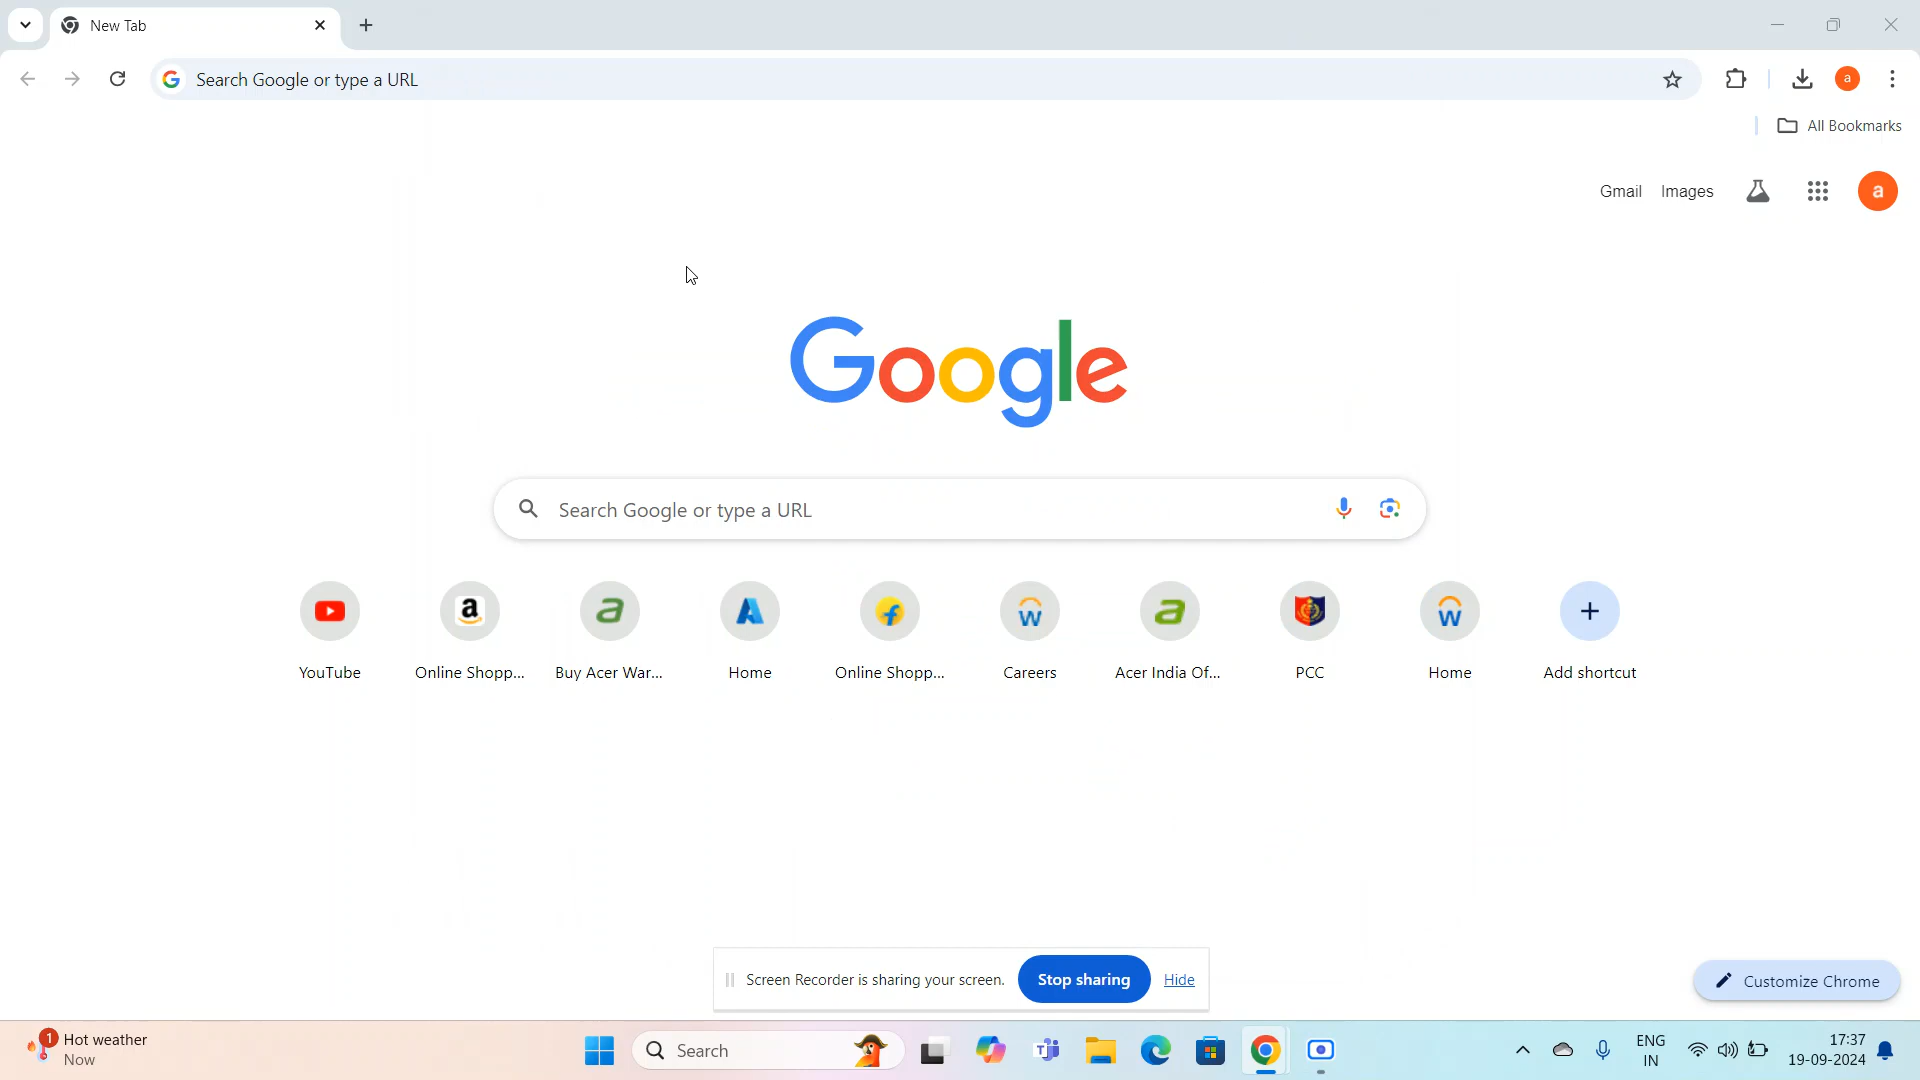 New Tab
Search Google or type a URL
a
All Bookmarks
Gmail Images
a
Google
Search Google or type a URL
YouTube Online Shopp... Buy Acer War... Home Online Shopp... Careers Acer India Of... PCC Home Add shortcut
Screen Recorder is sharing your screen. Stop sharing Hide
Customize Chrome
1 Hot weather
Now
Search
ENG
IN
17:37
19-09-2024